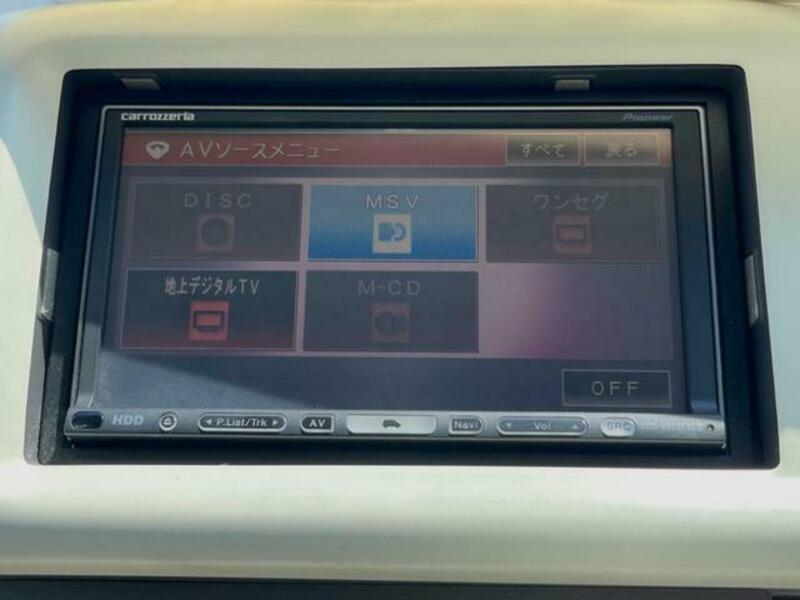 carrozzeria Pioneer
AVソースメニュー すべて 戻る
DISC MSV ワンセグ
地上デジタルTV M-CD
OFF
HDD P.List/Trk AV Navi Vol SRC